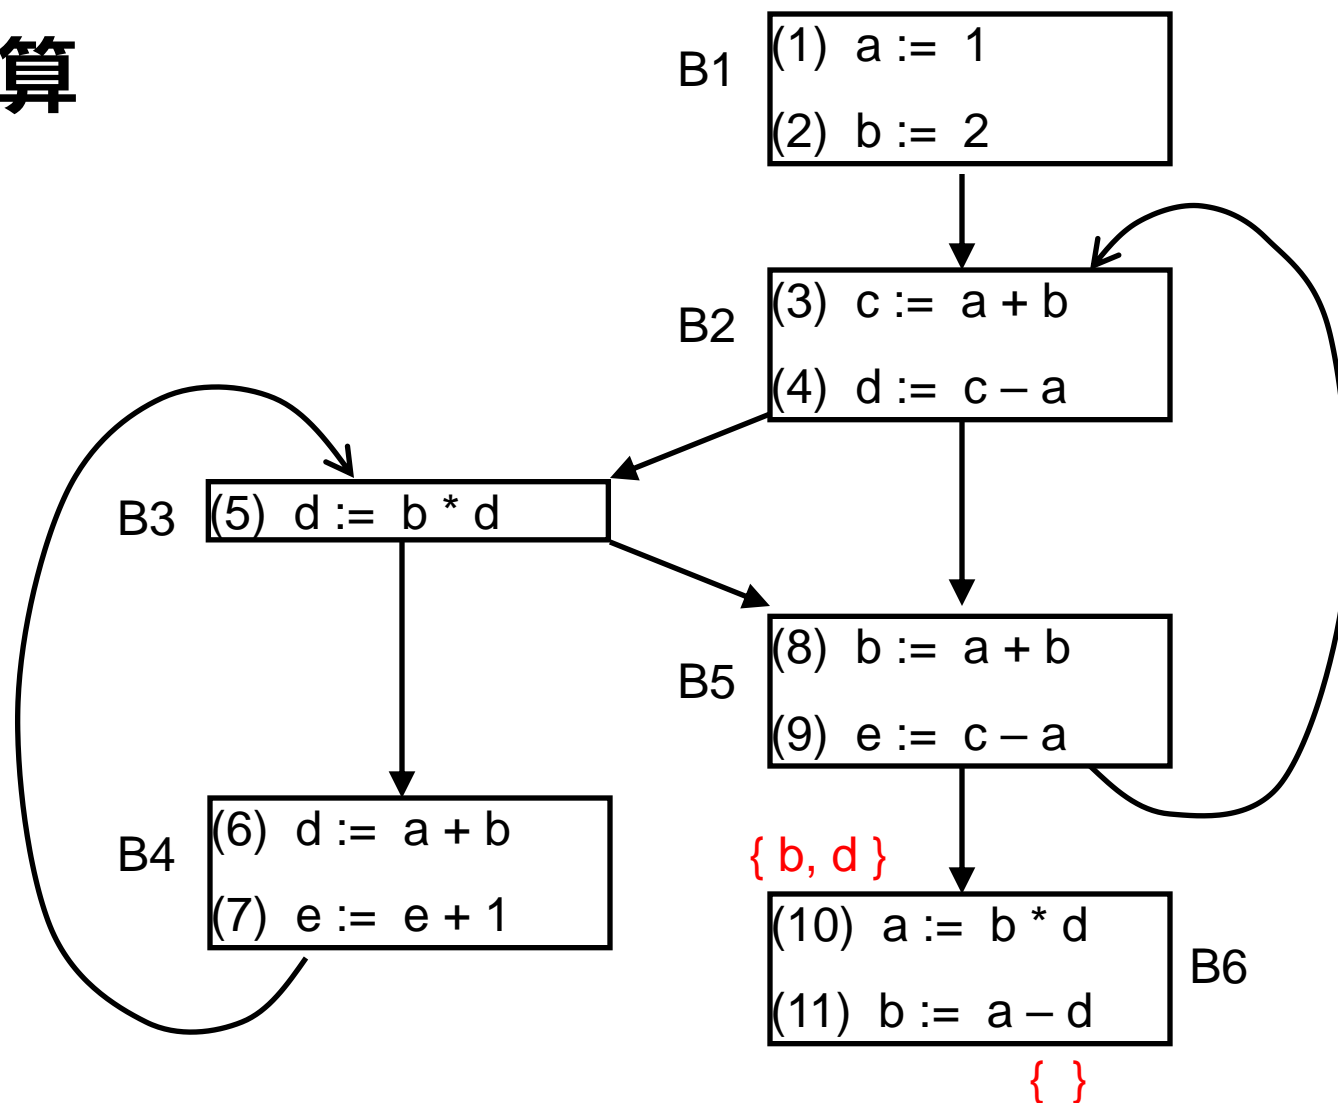 算
B1
(1) a := 1
(2) b := 2
B2
(3) c := a + b
(4) d := c – a
B3
(5) d := b * d
B5
(8) b := a + b
(9) e := c – a
B4
(6) d := a + b
(7) e := e + 1
{ b, d }
(10) a := b * d
(11) b := a – d
B6
{ }